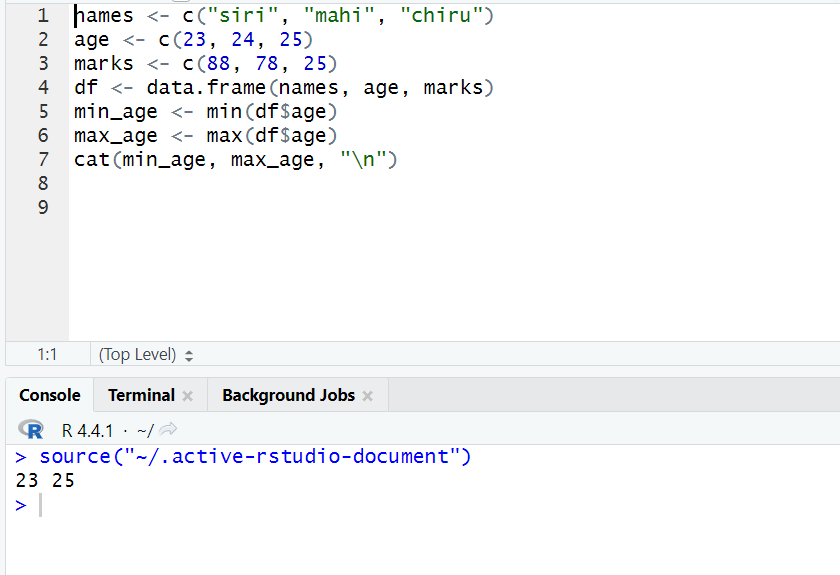 1 names <- c("siri", "mahi", "chiru")
2 age <- c(23, 24, 25)
3 marks <- c(88, 78, 25)
4 df <- data.frame(names, age, marks)
5 min_age <- min(df$age)
6 max_age <- max(df$age)
7 cat(min_age, max_age, "\n")
8
9
1:1 (Top Level)
Console Terminal Background Jobs
R R 4.4.1 · ~/
> source("~/.active-rstudio-document")
23 25
>